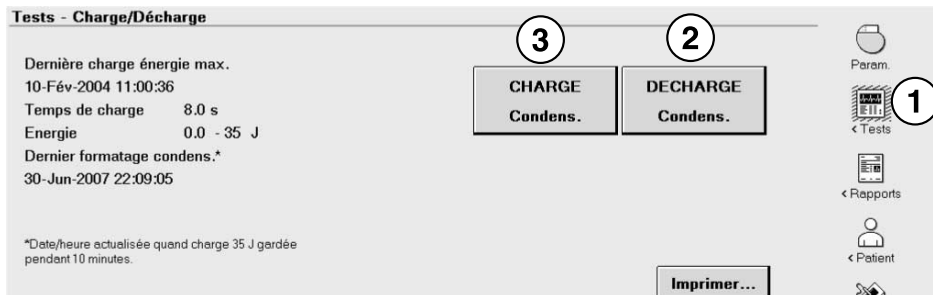 Tests - Charge/Décharge
Dernière charge énergie max.
10-Fév-2004 11:00:36
Temps de charge 8.0 s
Energie 0.0 - 35 J
Dernier formatage condens.*
30-Jun-2007 22:09:05
*Date/heure actualisée quand charge 35 J gardée
pendant 10 minutes.
3
CHARGE
Condens.
2
DECHARGE
Condens.
Imprimer...
Param.
1
< Tests
< Rapports
< Patient